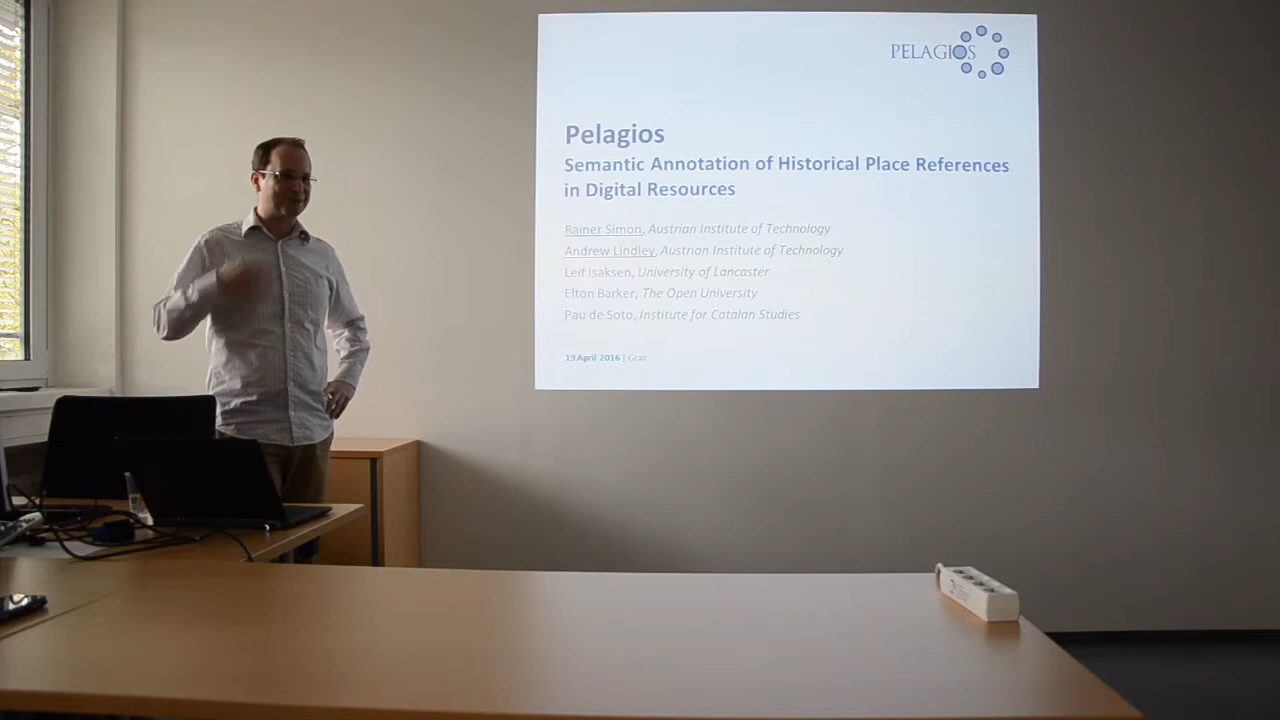 PELAGIOS
Pelagios
Semantic Annotation of Historical Place References
in Digital Resources
Rainer Simon, Austrian Institute of Technology
Andrew Lindley, Austrian Institute of Technology
Leif Isaksen, University of Lancaster
Elton Barker, The Open University
Pau de Soto, Institute for Catalan Studies
19 April 2016 | Graz